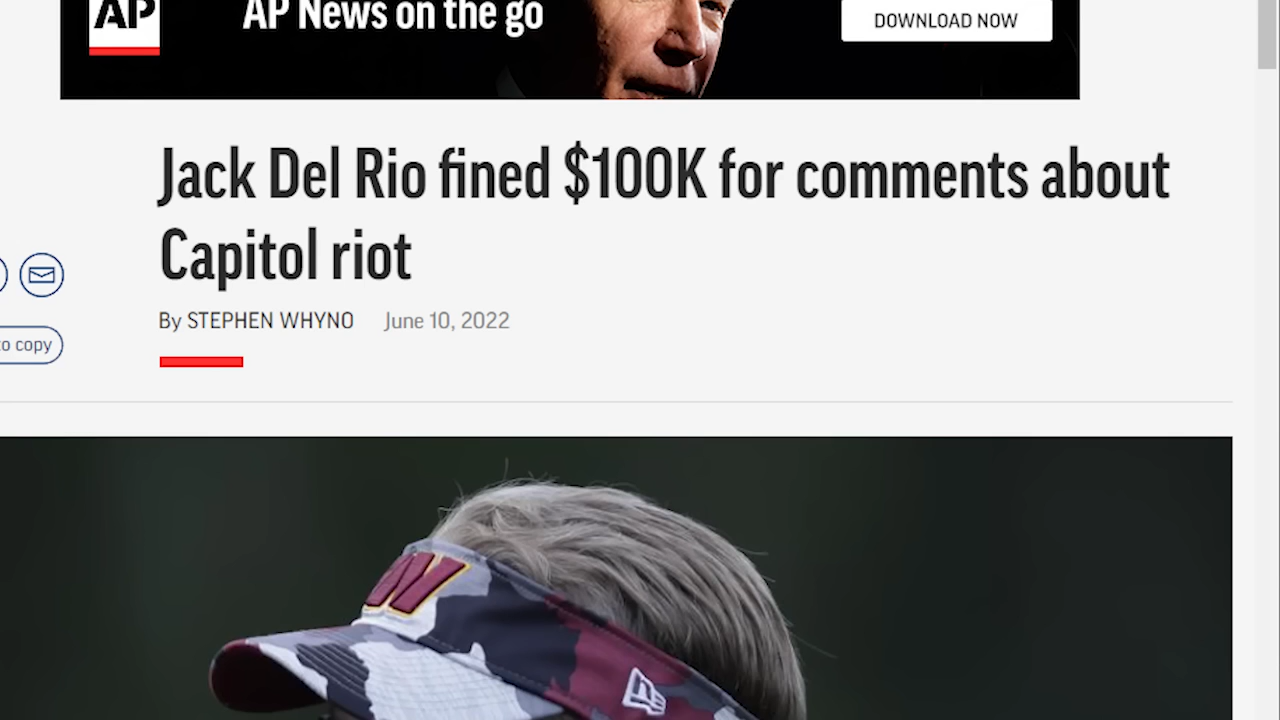 AP
AP News on the go
DOWNLOAD NOW
Jack Del Rio fined $100K for comments about
Capitol riot
By STEPHEN WHYNO June 10, 2022
to copy
W